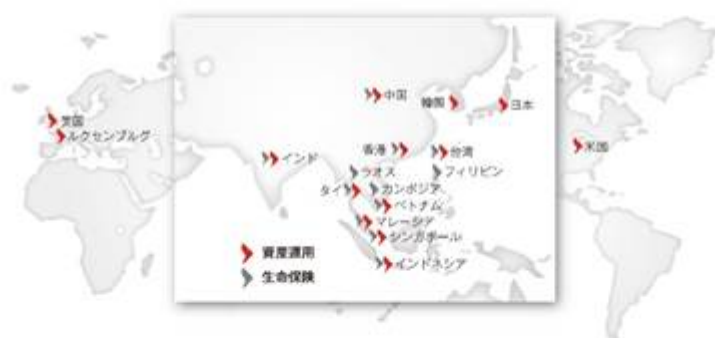 英国
ルクセンブルグ
中国
韓国
日本
インド
香港
台湾
ラオス
フィリピン
タイ
カンボジア
ベトナム
マレーシア
シンガポール
インドネシア
米国
資産運用
生命保険